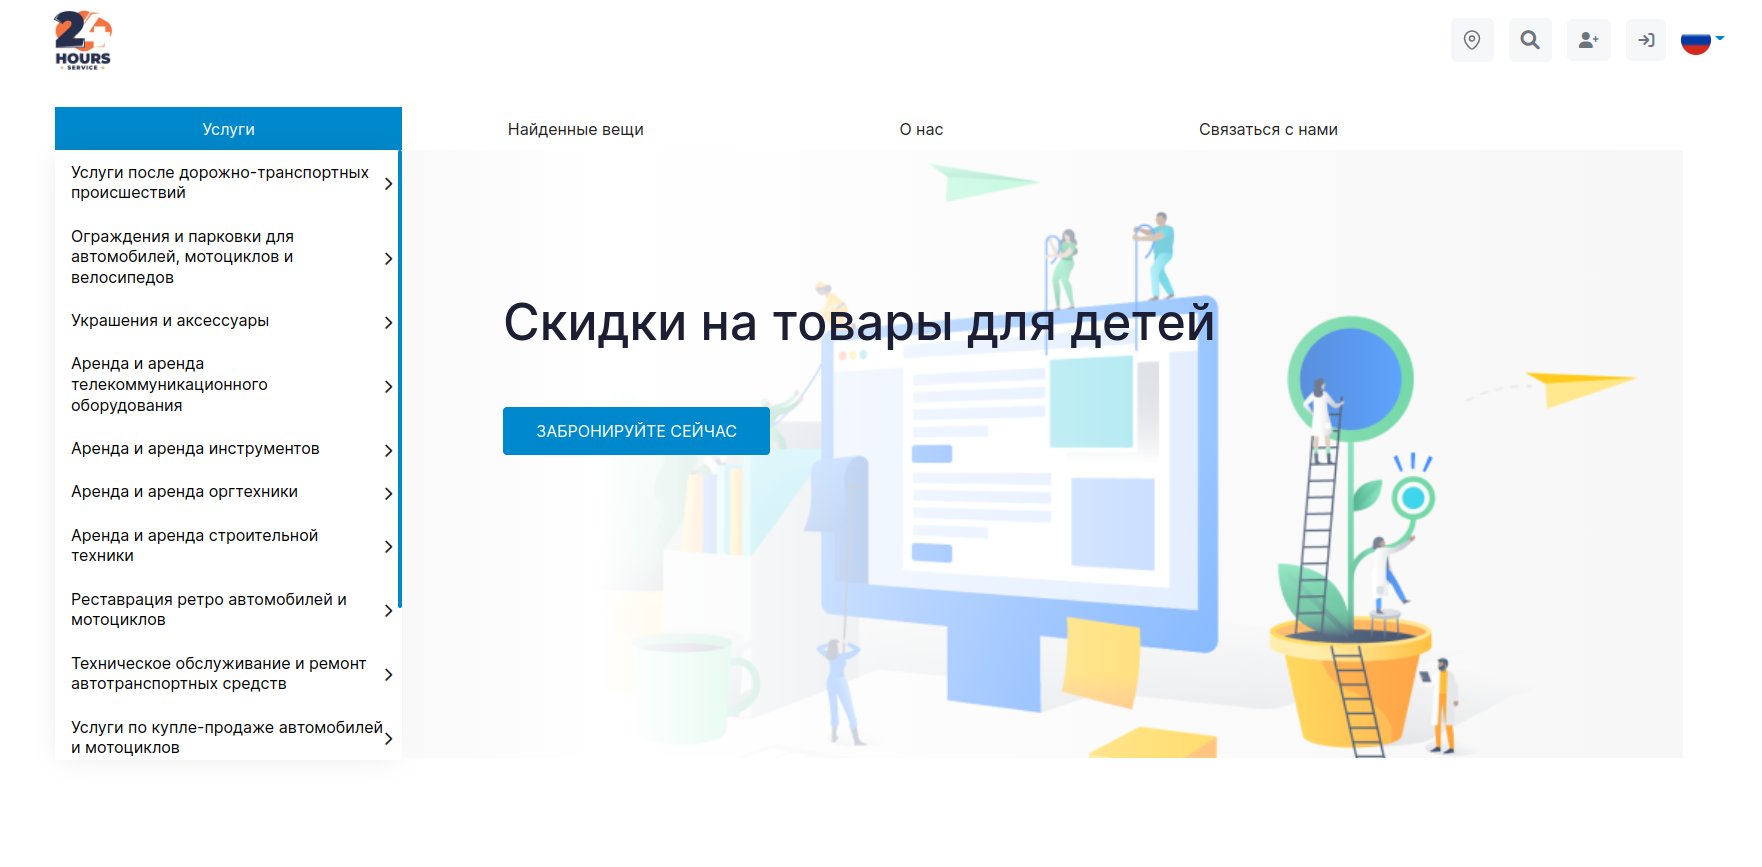 24
HOURS
SERVICE
Услуги
Найденные вещи
О нас
Связаться с нами
Услуги после дорожно-транспортных
происшествий
Ограждения и парковки для
автомобилей, мотоциклов и
велосипедов
Украшения и аксессуары
Аренда и аренда
телекоммуникационного
оборудования
Аренда и аренда инструментов
Аренда и аренда оргтехники
Аренда и аренда строительной
техники
Реставрация ретро автомобилей и
мотоциклов
Техническое обслуживание и ремонт
автотранспортных средств
Услуги по купле-продаже автомобилей
и мотоциклов
Скидки на товары для детей
ЗАБРОНИРУЙТЕ СЕЙЧАС